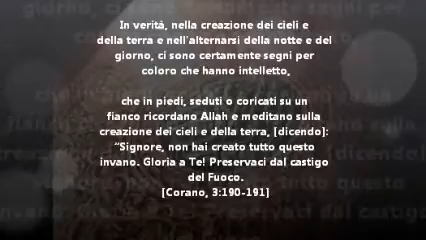 In verità, nella creazione dei cieli e
della terra e nell'alternarsi della notte e del
giorno, ci sono certamente segni per
coloro che hanno intelletto,
che in piedi, seduti o coricati su un
fianco ricordano Allah e meditano sulla
creazione dei cieli e della terra, [dicendo]:
“Signore, non hai creato tutto questo
invano. Gloria a Te! Preservaci dal castigo
del Fuoco.
[Corano, 3:190-191]